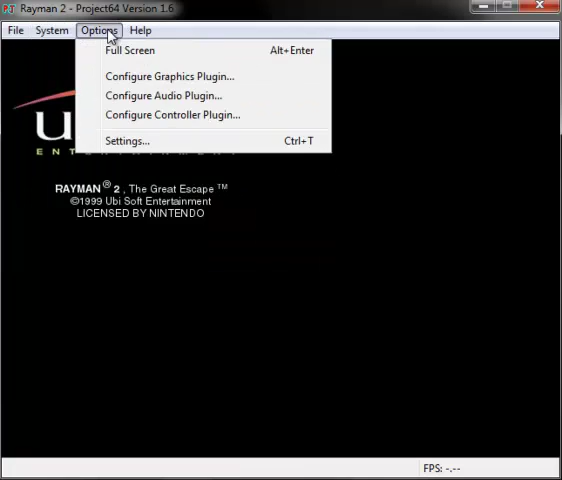 Rayman 2 - Project64 Version 1.6
File System Options Help
Full Screen Alt+Enter
Configure Graphics Plugin...
Configure Audio Plugin...
Configure Controller Plugin...
Settings... Ctrl+T
RAYMAN ® 2 , The Great Escape ™
©1999 Ubi Soft Entertainment
LICENSED BY NINTENDO
FPS: -.--